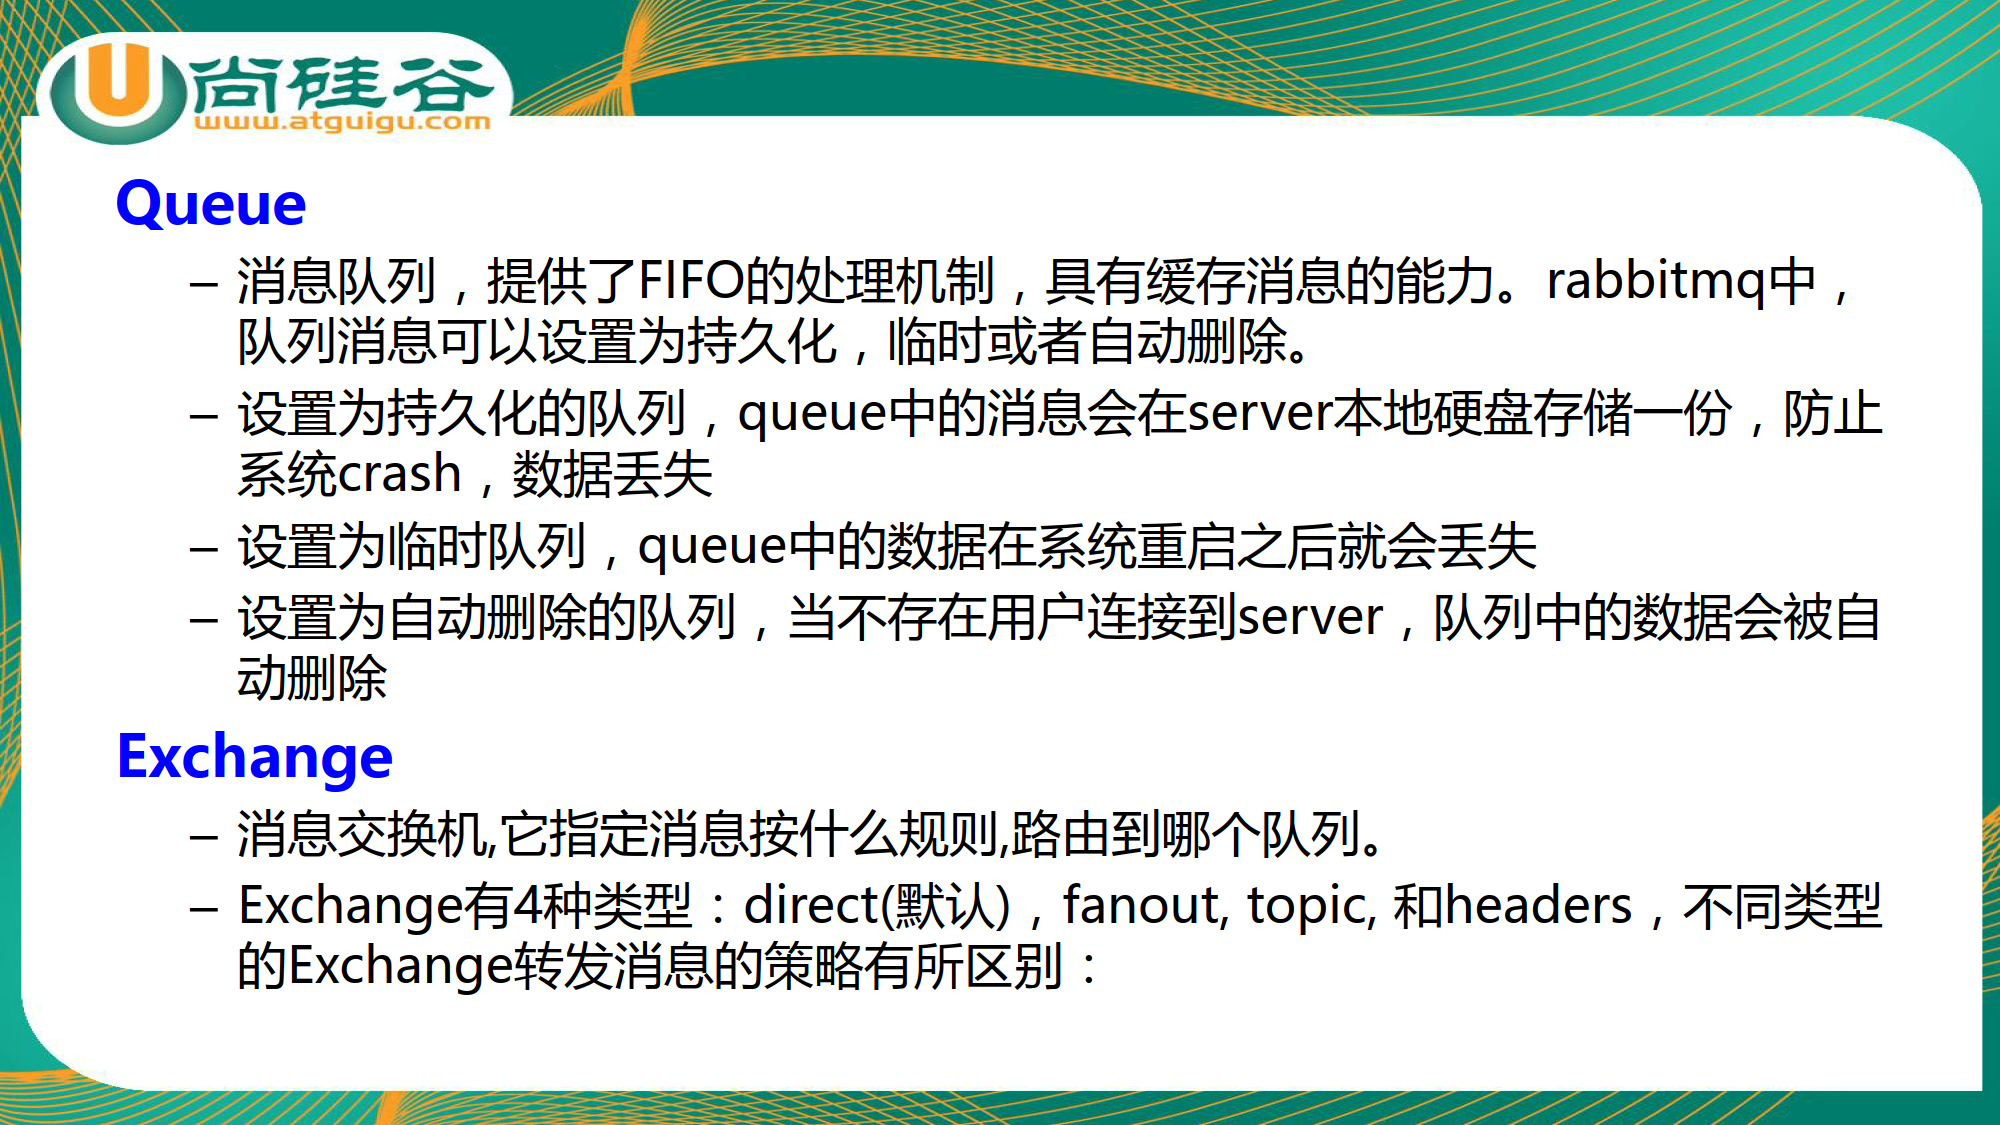 尚硅谷
www.atguigu.com
Queue
– 消息队列，提供了FIFO的处理机制，具有缓存消息的能力。rabbitmq中，
队列消息可以设置为持久化，临时或者自动删除。
– 设置为持久化的队列，queue中的消息会在server本地硬盘存储一份，防止
系统crash，数据丢失
– 设置为临时队列，queue中的数据在系统重启之后就会丢失
– 设置为自动删除的队列，当不存在用户连接到server，队列中的数据会被自
动删除
Exchange
– 消息交换机,它指定消息按什么规则,路由到哪个队列。
– Exchange有4种类型：direct(默认)，fanout, topic, 和headers，不同类型
的Exchange转发消息的策略有所区别：